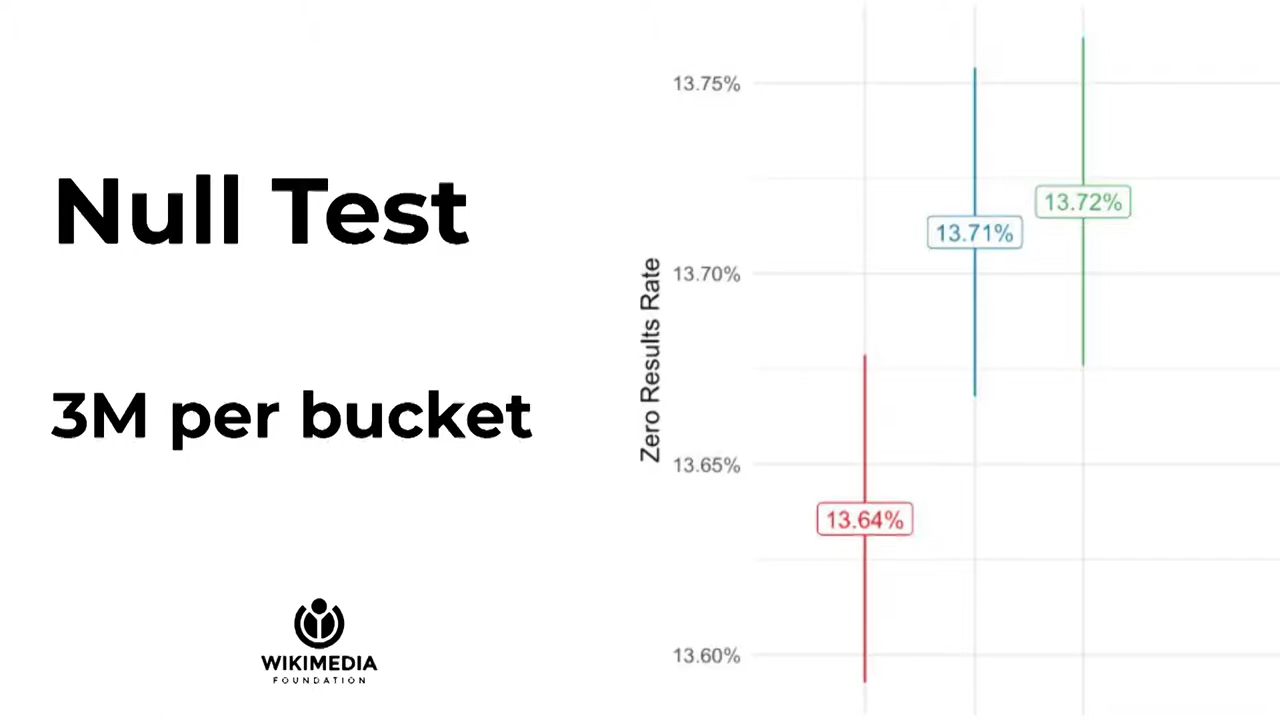 Null Test
3M per bucket
WIKIMEDIA
FOUNDATION
Zero Results Rate
13.75%
13.70%
13.65%
13.60%
13.64%
13.71%
13.72%